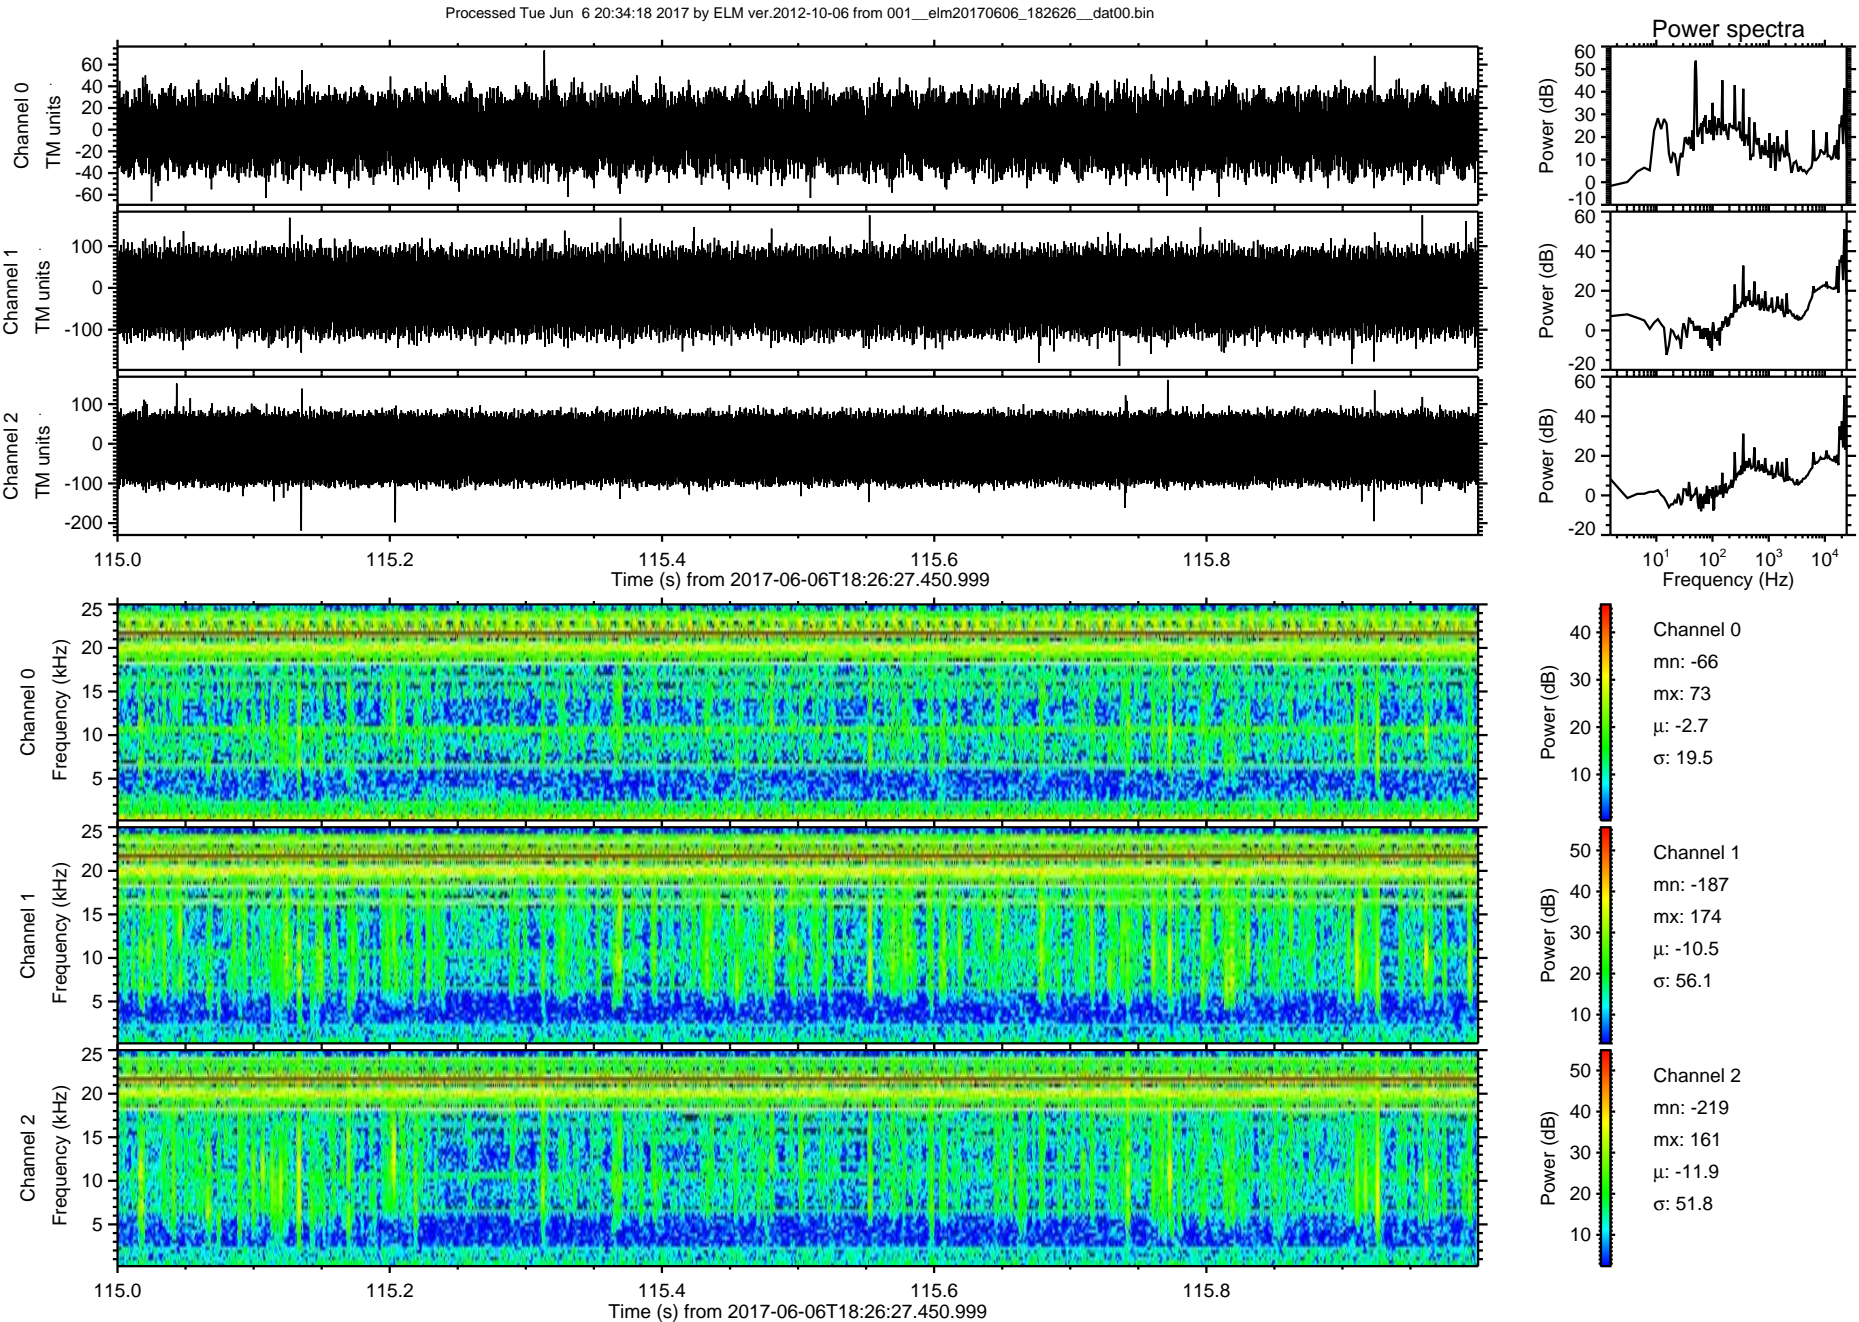 Processed Tue Jun  6 20:34:18 2017 by ELM ver.2012-10-06 from 001__elm20170606_182626__dat00.bin
Power spectra
Channel 0
TM units
60
40
20
0
-20
-40
-60
Power (dB)
60
50
40
30
20
10
0
-10
Channel 1
TM units
100
0
-100
Power (dB)
60
40
20
0
-20
Channel 2
TM units
100
0
-100
-200
Power (dB)
60
40
20
0
-20
115.0 115.2 115.4 115.6 115.8
Time (s) from 2017-06-06T18:26:27.450.999
10¹ 10² 10³ 10⁴
Frequency (Hz)
Channel 0
Frequency (kHz)
25
20
15
10
5
Power (dB)
40
30
20
10
Channel 0
mn: -66
mx: 73
µ: -2.7
σ: 19.5
Channel 1
Frequency (kHz)
25
20
15
10
5
Power (dB)
50
40
30
20
10
Channel 1
mn: -187
mx: 174
µ: -10.5
σ: 56.1
Channel 2
Frequency (kHz)
25
20
15
10
5
Power (dB)
50
40
30
20
10
Channel 2
mn: -219
mx: 161
µ: -11.9
σ: 51.8
115.0 115.2 115.4 115.6 115.8
Time (s) from 2017-06-06T18:26:27.450.999